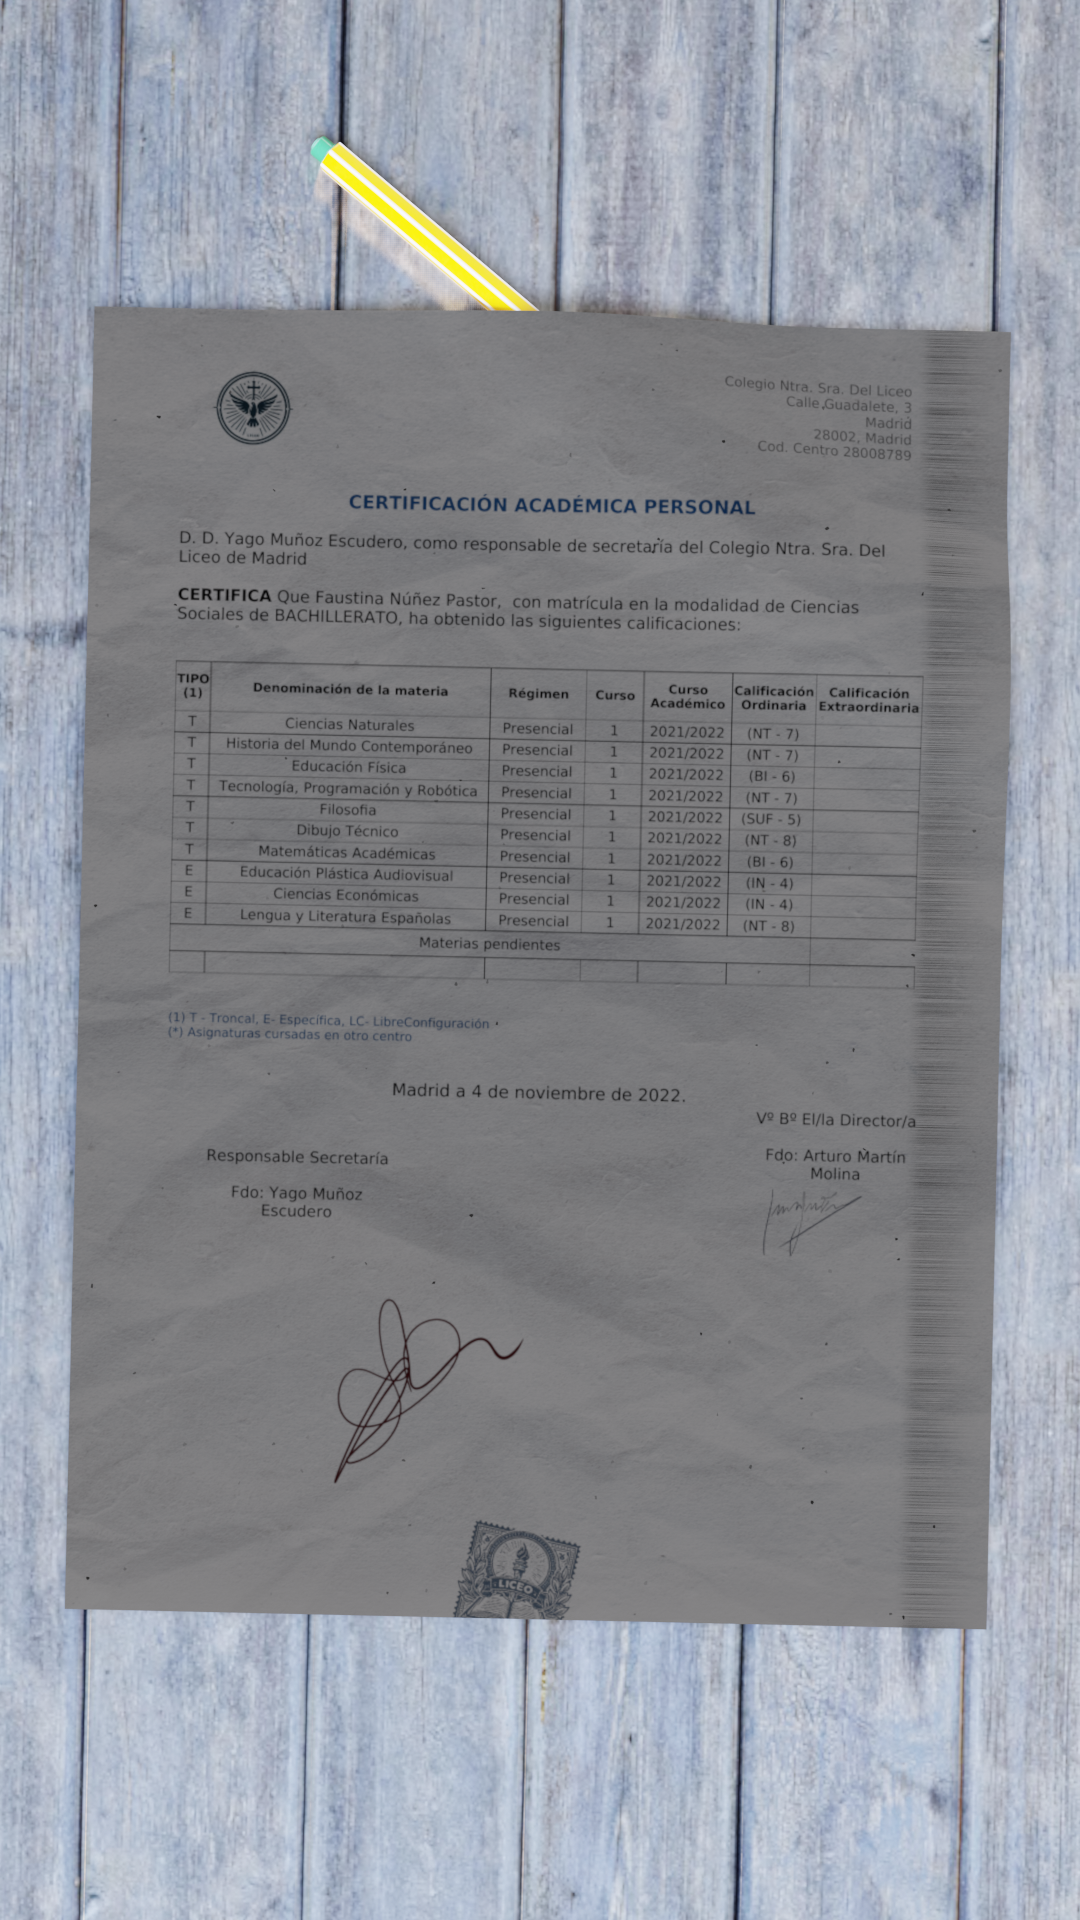 Colegio Ntra. Sra. Del Liceo
Calle Guadalete, 3
Madrid
28002, Madrid
Cod. Centro 28008789
CERTIFICACIÓN ACADÉMICA PERSONAL
D. D. Yago Muñoz Escudero, como responsable de secretaría del Colegio Ntra. Sra. Del
Liceo de Madrid
CERTIFICA Que Faustina Núñez Pastor, con matrícula en la modalidad de Ciencias
Sociales de BACHILLERATO, ha obtenido las siguientes calificaciones:
TIPO (1) Denominación de la materia Régimen Curso Curso Académico Calificación Ordinaria Calificación Extraordinaria
T Ciencias Naturales Presencial 1 2021/2022 (NT - 7)
T Historia del Mundo Contemporáneo Presencial 1 2021/2022 (NT - 7)
T Educación Física Presencial 1 2021/2022 (BI - 6)
T Tecnología, Programación y Robótica Presencial 1 2021/2022 (NT - 7)
T Filosofia Presencial 1 2021/2022 (SUF - 5)
T Dibujo Técnico Presencial 1 2021/2022 (NT - 8)
T Matemáticas Académicas Presencial 1 2021/2022 (BI - 6)
E Educación Plástica Audiovisual Presencial 1 2021/2022 (IN - 4)
E Ciencias Económicas Presencial 1 2021/2022 (IN - 4)
E Lengua y Literatura Españolas Presencial 1 2021/2022 (NT - 8)
Materias pendientes
(1) T - Troncal, E- Especifica, LC- LibreConfiguración
(*) Asignaturas cursadas en otro centro
Madrid a 4 de noviembre de 2022.
Vº Bº El/la Director/a
Responsable Secretaría
Fdo: Arturo Martín
Molina
Fdo: Yago Muñoz
Escudero
LICEO